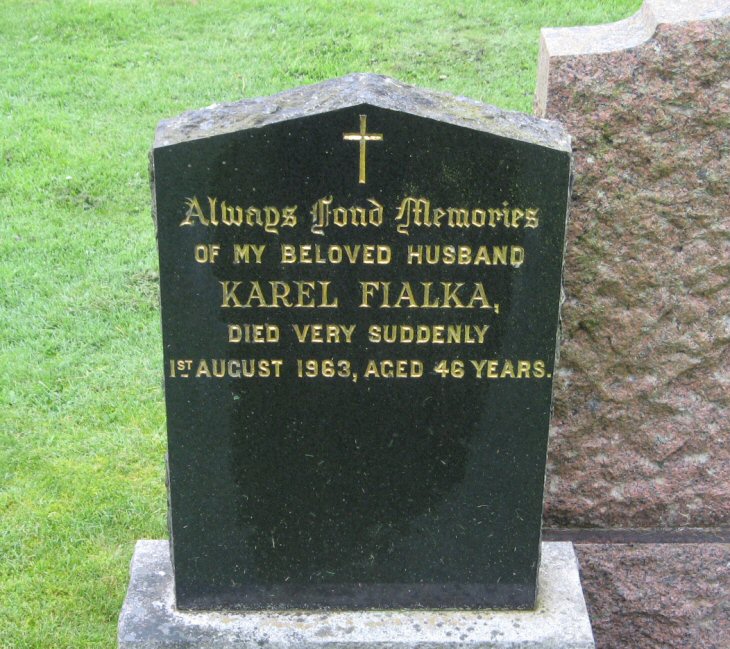 Always Fond Memories
OF MY BELOVED HUSBAND
KAREL FIALKA,
DIED VERY SUDDENLY
1ST AUGUST 1963, AGED 46 YEARS.